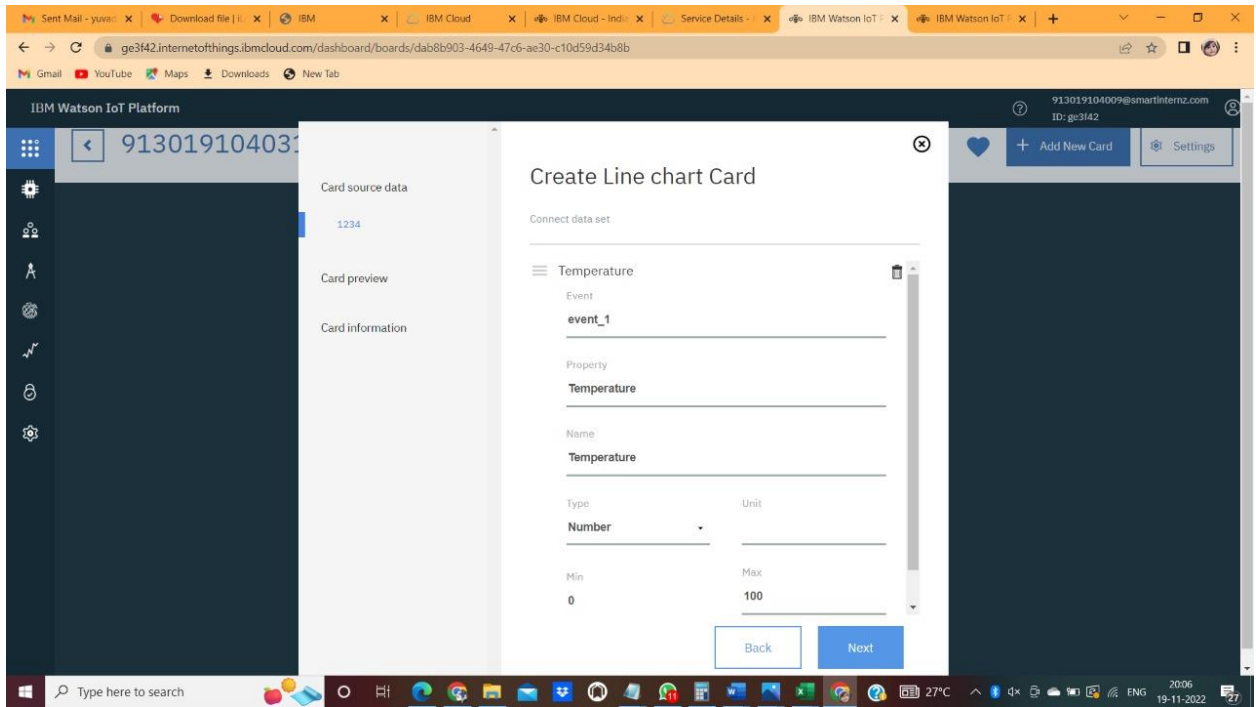 Sent Mail - yuvad
Download file | iL
IBM
IBM Cloud
IBM Cloud - India
Service Details -
IBM Watson IoT P
IBM Watson IoT P
ge3f42.internetofthings.ibmcloud.com/dashboard/boards/dab8b903-4649-47c6-ae30-c10d59d34b8b
Gmail
YouTube
Maps
Downloads
New Tab
IBM Watson IoT Platform
913019104009@smartinternz.com
ID: ge3f42
913019104031
Add New Card
Settings
Card source data
1234
Card preview
Card information
Create Line chart Card
Connect data set
Temperature
Event
event_1
Property
Temperature
Name
Temperature
Type
Unit
Number
Min
Max
0
100
Back
Next
Type here to search
27°C
ENG
20:06
19-11-2022
27